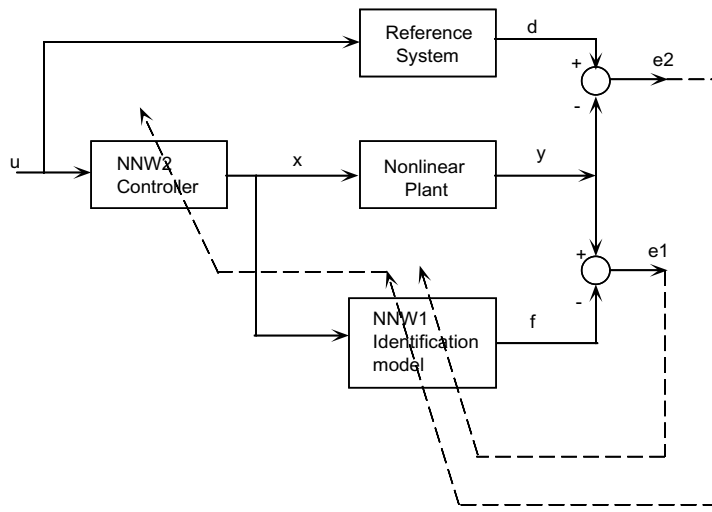 Reference
System
d
+
e2
-
u
NNW2
Controller
x
Nonlinear
Plant
y
+
e1
-
NNW1
Identification
model
f